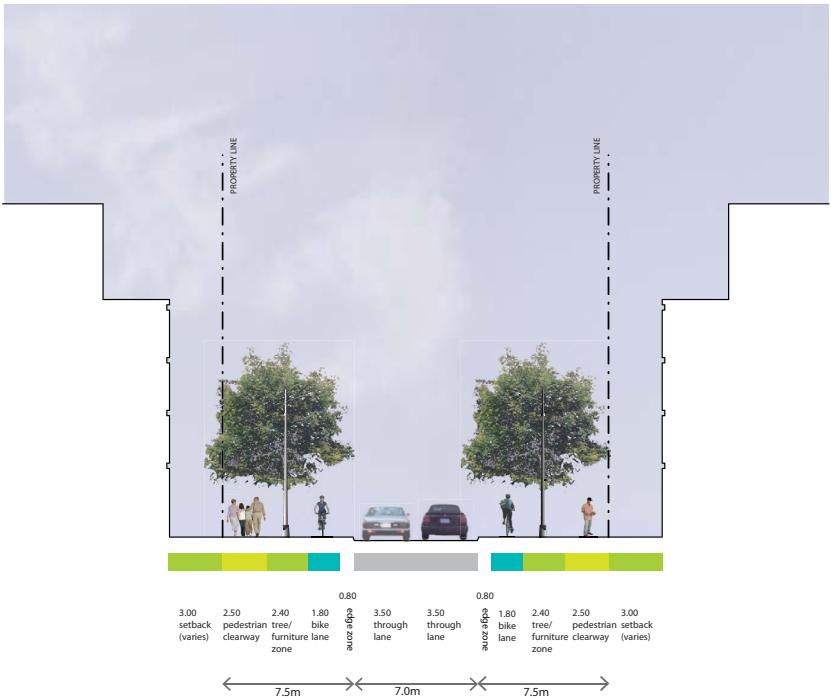 PROPERTY LINE
PROPERTY LINE
3.00
setback
(varies)
2.50
pedestrian
clearway
2.40
tree/
furniture
zone
1.80
bike
lane
0.80
edge zone
3.50
through
lane
3.50
through
lane
0.80
edge zone
1.80
bike
lane
2.40
tree/
furniture
zone
2.50
pedestrian
clearway
3.00
setback
(varies)
7.5m
7.0m
7.5m